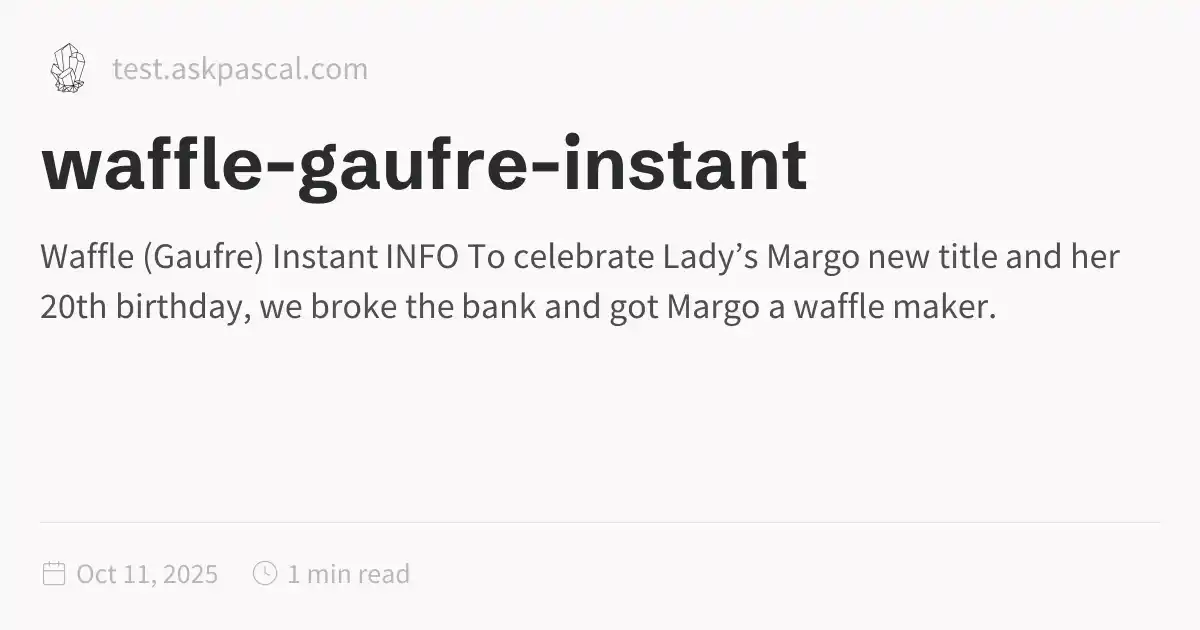 test.askpascal.com
waffle-gaufre-instant
Waffle (Gaufre) Instant INFO To celebrate Lady’s Margo new title and her
20th birthday, we broke the bank and got Margo a waffle maker.
Oct 11, 2025 1 min read